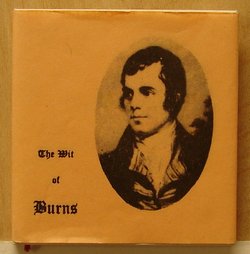 The Wit
of
Burns